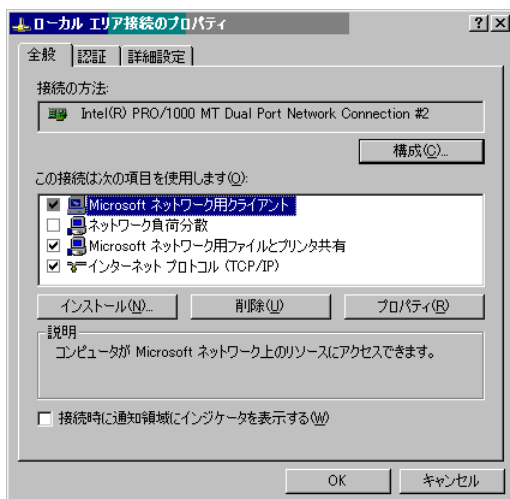 ローカル エリア接続のプロパティ
全般 認証 詳細設定
接続の方法:
Intel(R) PRO/1000 MT Dual Port Network Connection #2
構成(C)...
この接続は次の項目を使用します(O):
Microsoft ネットワーク用クライアント
ネットワーク負荷分散
Microsoft ネットワーク用ファイルとプリンタ共有
インターネット プロトコル (TCP/IP)
インストール(N)... 削除(U) プロパティ(R)
説明
コンピュータが Microsoft ネットワーク上のリソースにアクセスできます。
接続時に通知領域にインジケータを表示する(W)
OK キャンセル